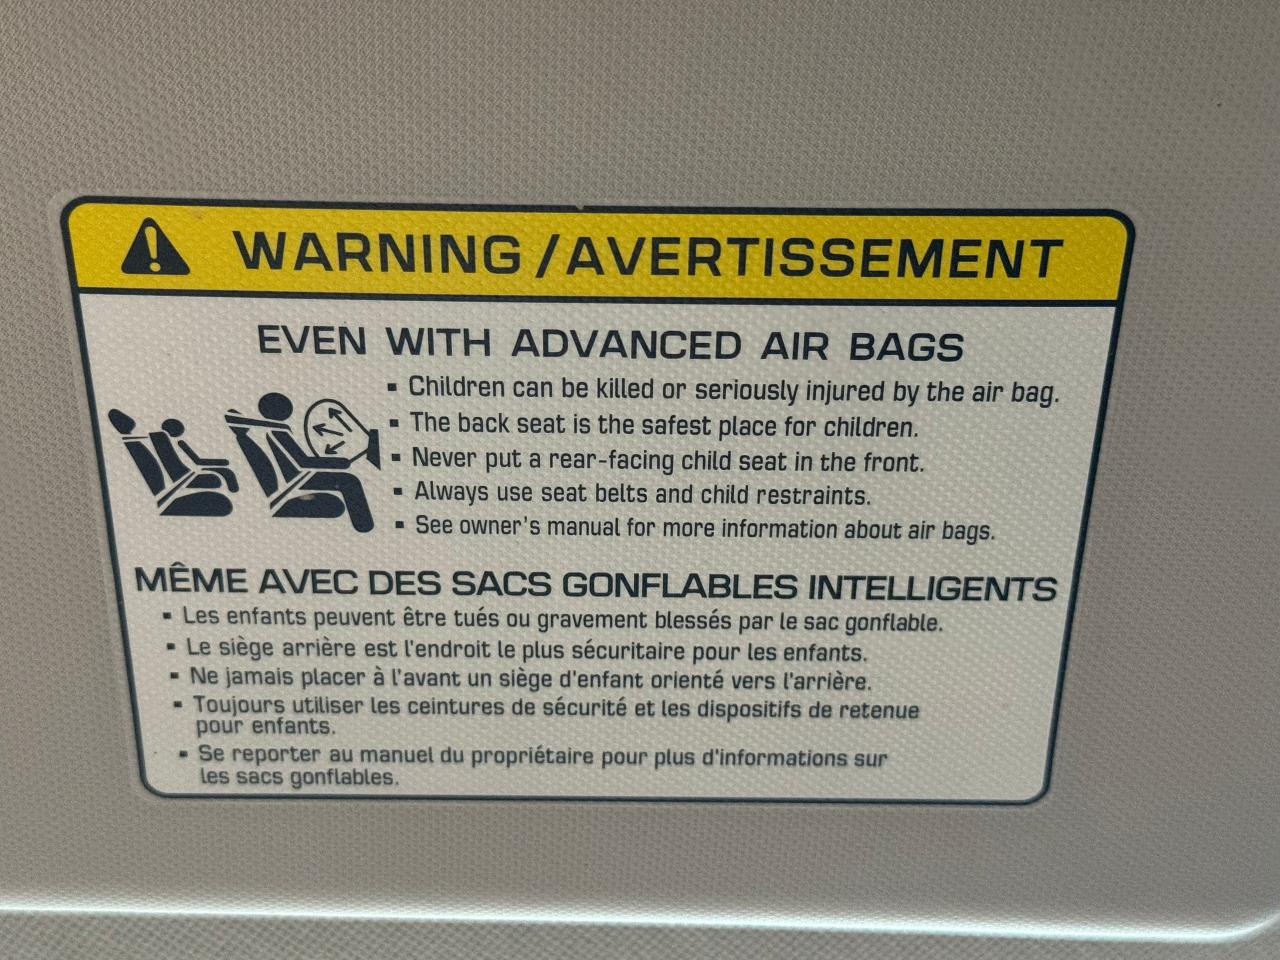 WARNING / AVERTISSEMENT
EVEN WITH ADVANCED AIR BAGS
▪ Children can be killed or seriously injured by the air bag.
▪ The back seat is the safest place for children.
▪ Never put a rear-facing child seat in the front.
▪ Always use seat belts and child restraints.
▪ See owner's manual for more information about air bags.
MÊME AVEC DES SACS GONFLABLES INTELLIGENTS
▪ Les enfants peuvent être tués ou gravement blessés par le sac gonflable.
▪ Le siège arrière est l'endroit le plus sécuritaire pour les enfants.
▪ Ne jamais placer à l'avant un siège d'enfant orienté vers l'arrière.
▪ Toujours utiliser les ceintures de sécurité et les dispositifs de retenue
pour enfants.
▪ Se reporter au manuel du propriétaire pour plus d'informations sur
les sacs gonflables.